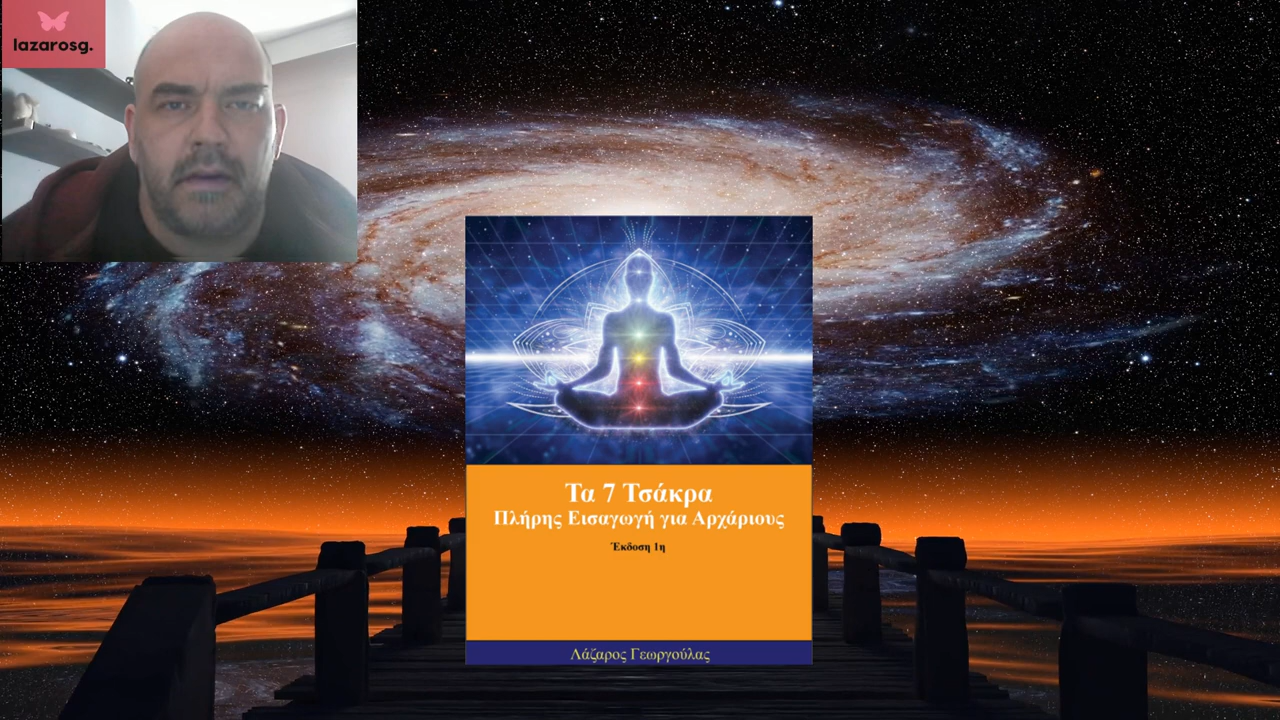 lazarosg.
Τα 7 Τσάκρα
Πλήρης Εισαγωγή για Αρχάριους
Έκδοση 1η
Λάζαρος Γεωργούλας